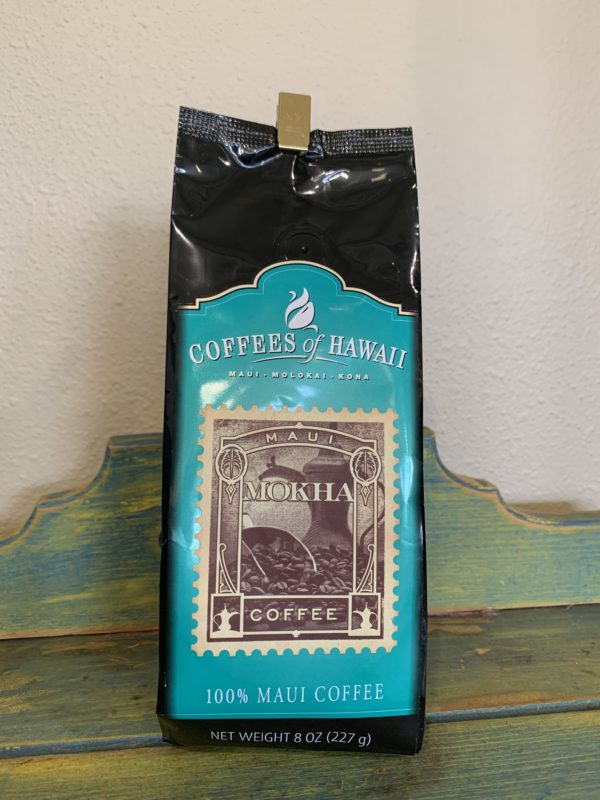 COFFEES of HAWAII
MAUI - MOLOKAI - KONA
MAUI
MOKHA
COFFEE
100% MAUI COFFEE
NET WEIGHT 8 OZ (227 g)